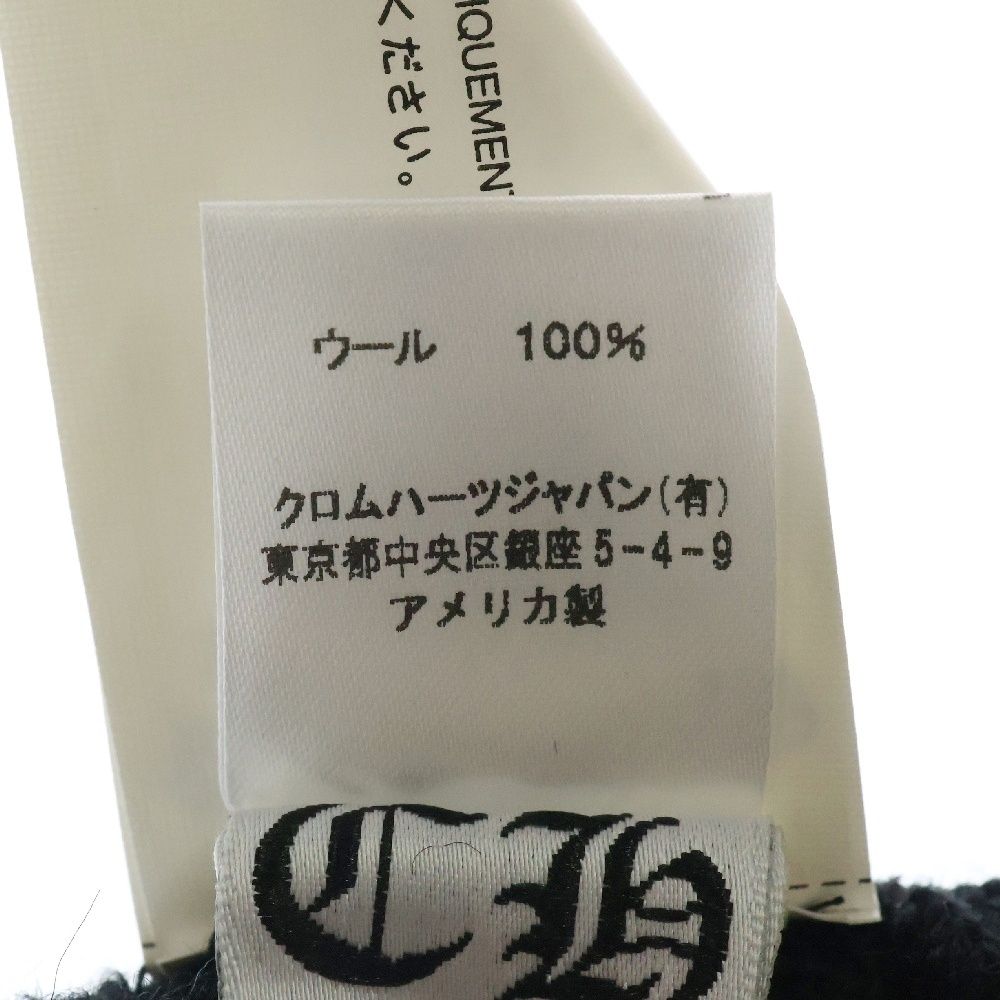 IQUEMENT
ください。
ウール 100%
クロムハーツジャパン(有)
東京都中央区銀座5-4-9
アメリカ製
CH